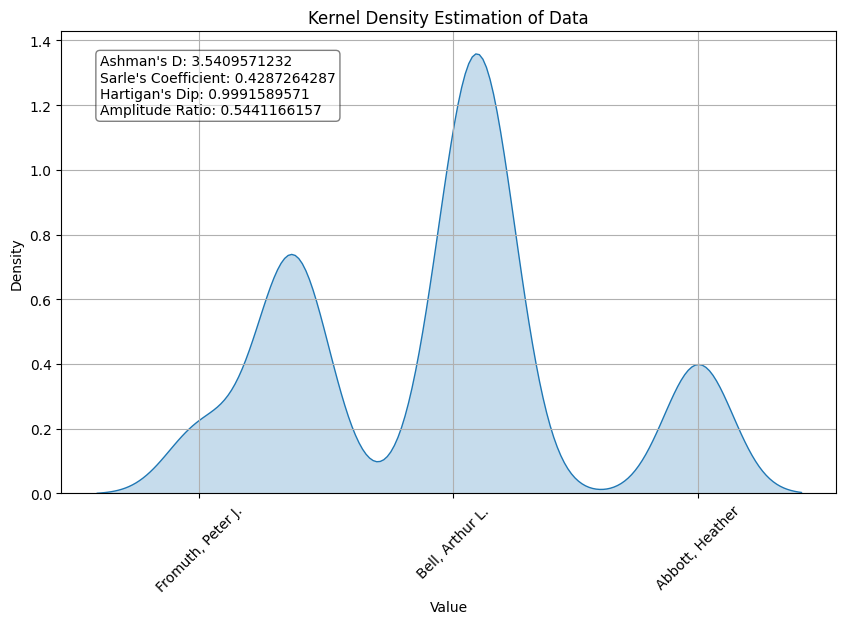 Kernel Density Estimation of Data
Ashman's D: 3.5409571232
Sarle's Coefficient: 0.4287264287
Hartigan's Dip: 0.9991589571
Amplitude Ratio: 0.5441166157
1.4
1.2
1.0
0.8
0.6
0.4
0.2
0.0
Density
Fromuth, Peter J.
Bell, Arthur L.
Abbott, Heather
Value